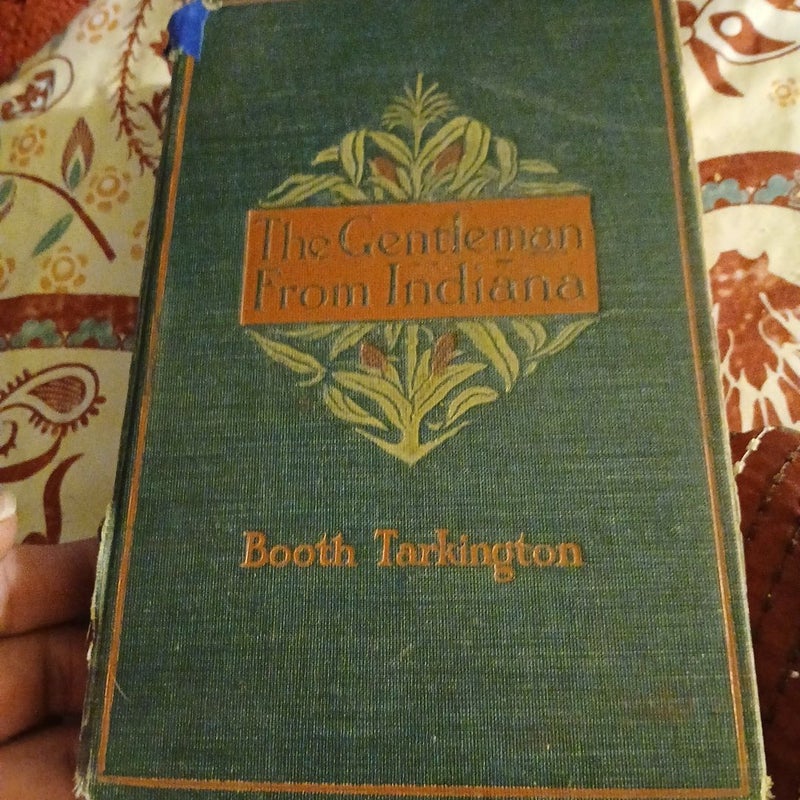 The Gentleman
From Indiana
Booth Tarkington